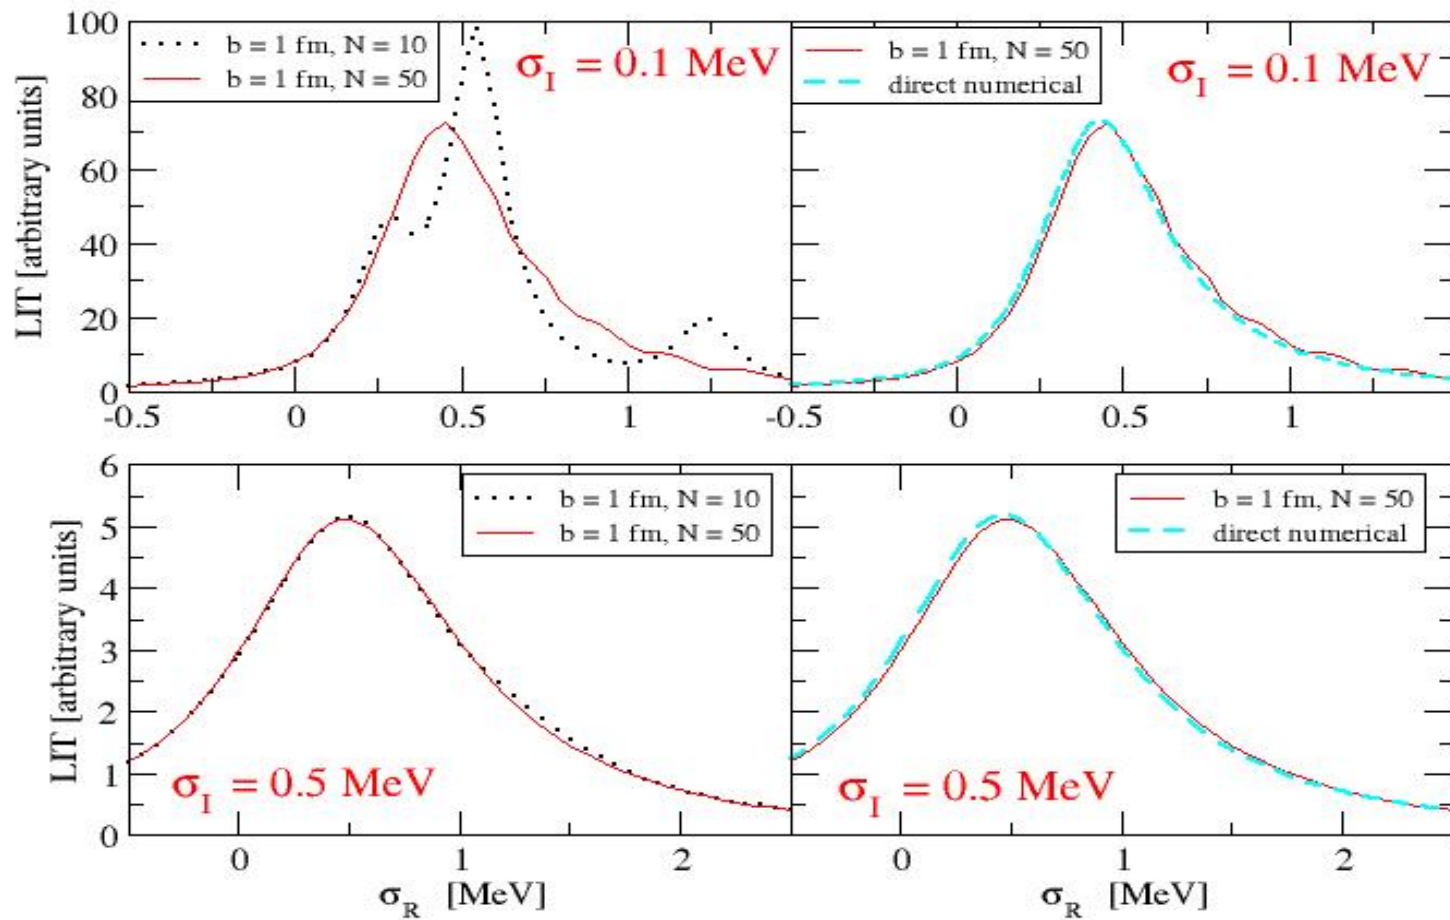 LIT [arbitrary units]
100
80
60
40
20
0
b = 1 fm, N = 10
b = 1 fm, N = 50
σI = 0.1 MeV
-0.5 0 0.5 1
b = 1 fm, N = 50
direct numerical
σI = 0.1 MeV
-0.5 0 0.5 1
LIT [arbitrary units]
6
5
4
3
2
1
0
b = 1 fm, N = 10
b = 1 fm, N = 50
σI = 0.5 MeV
0 1 2
σR [MeV]
b = 1 fm, N = 50
direct numerical
σI = 0.5 MeV
0 1 2
σR [MeV]